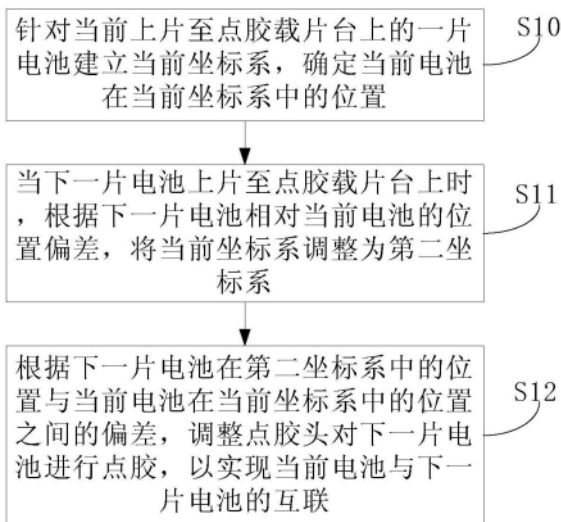 针对当前上片至点胶载片台上的一片
电池建立当前坐标系，确定当前电池
在当前坐标系中的位置
S10
当下一片电池上片至点胶载片台上时
，根据下一片电池相对当前电池的位
置偏差，将当前坐标系调整为第二坐
标系
S11
根据下一片电池在第二坐标系中的位
置与当前电池在当前坐标系中的位置
之间的偏差，调整点胶头对下一片电
池进行点胶，以实现当前电池与下一
片电池的互联
S12